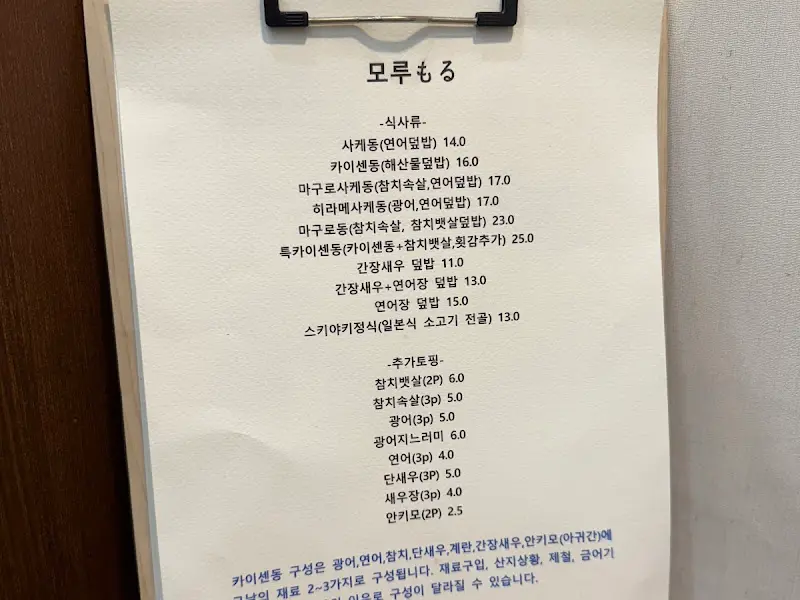 모루もる
-식사류-
사케동(연어덮밥) 14.0
카이센동(해산물덮밥) 16.0
마구로사케동(참치속살,연어덮밥) 17.0
히라메사케동(광어,연어덮밥) 17.0
마구로동(참치속살, 참치뱃살덮밥) 23.0
특카이센동(카이센동+참치뱃살,횟감추가) 25.0
간장새우 덮밥 11.0
간장새우+연어장 덮밥 13.0
연어장 덮밥 15.0
스키야키정식(일본식 소고기 전골) 13.0
-추가토핑-
참치뱃살(2P) 6.0
참치속살(3p) 5.0
광어(3p) 5.0
광어지느러미 6.0
연어(3p) 4.0
단새우(3P) 5.0
새우장(3p) 4.0
안키모(2P) 2.5
카이센동 구성은 광어,연어,참치,단새우,계란,간장새우,안키모(아귀간)에
그날의 재료 2~3가지로 구성됩니다. 재료구입, 산지상황, 제철, 금어기
이유로 구성이 달라질 수 있습니다.